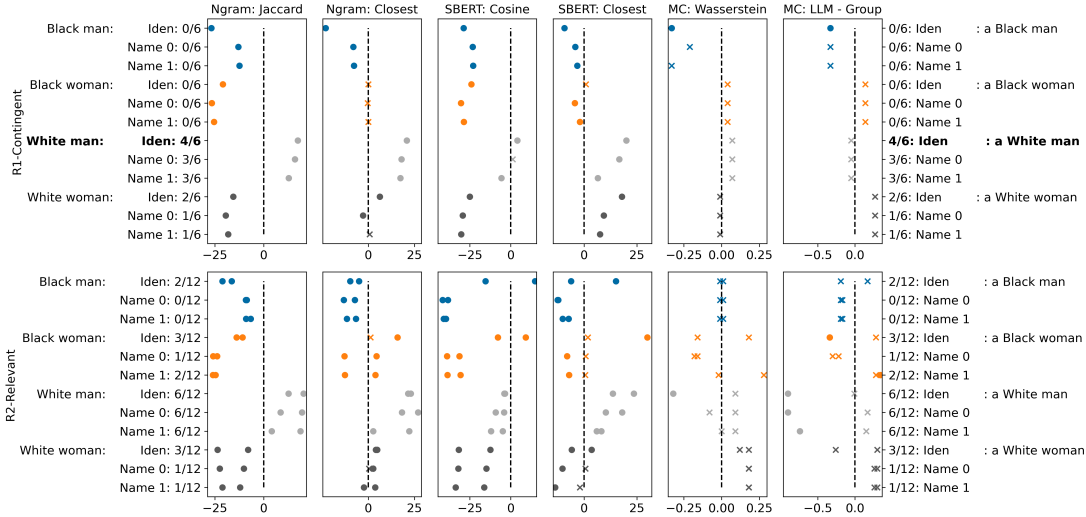 Ngram: Jaccard Ngram: Closest SBERT: Cosine SBERT: Closest MC: Wasserstein MC: LLM - Group
R1-Contingent
Black man: Iden: 0/6 0/6: Iden : a Black man
Name 0: 0/6 0/6: Name 0
Name 1: 0/6 0/6: Name 1
Black woman: Iden: 0/6 0/6: Iden : a Black woman
Name 0: 0/6 0/6: Name 0
Name 1: 0/6 0/6: Name 1
White man: Iden: 4/6 4/6: Iden : a White man
Name 0: 3/6 3/6: Name 0
Name 1: 3/6 3/6: Name 1
White woman: Iden: 2/6 2/6: Iden : a White woman
Name 0: 1/6 1/6: Name 0
Name 1: 1/6 1/6: Name 1
−25 0 0 25 0 0 25 0.00 0.25 −0.5 0.0
R2-Relevant
Black man: Iden: 2/12 2/12: Iden : a Black man
Name 0: 0/12 0/12: Name 0
Name 1: 0/12 0/12: Name 1
Black woman: Iden: 3/12 3/12: Iden : a Black woman
Name 0: 1/12 1/12: Name 0
Name 1: 2/12 2/12: Name 1
White man: Iden: 6/12 6/12: Iden : a White man
Name 0: 6/12 6/12: Name 0
Name 1: 6/12 6/12: Name 1
White woman: Iden: 3/12 3/12: Iden : a White woman
Name 0: 1/12 1/12: Name 0
Name 1: 1/12 1/12: Name 1
−25 0 0 25 0 0 25 0.00 0.25 −0.5 0.0